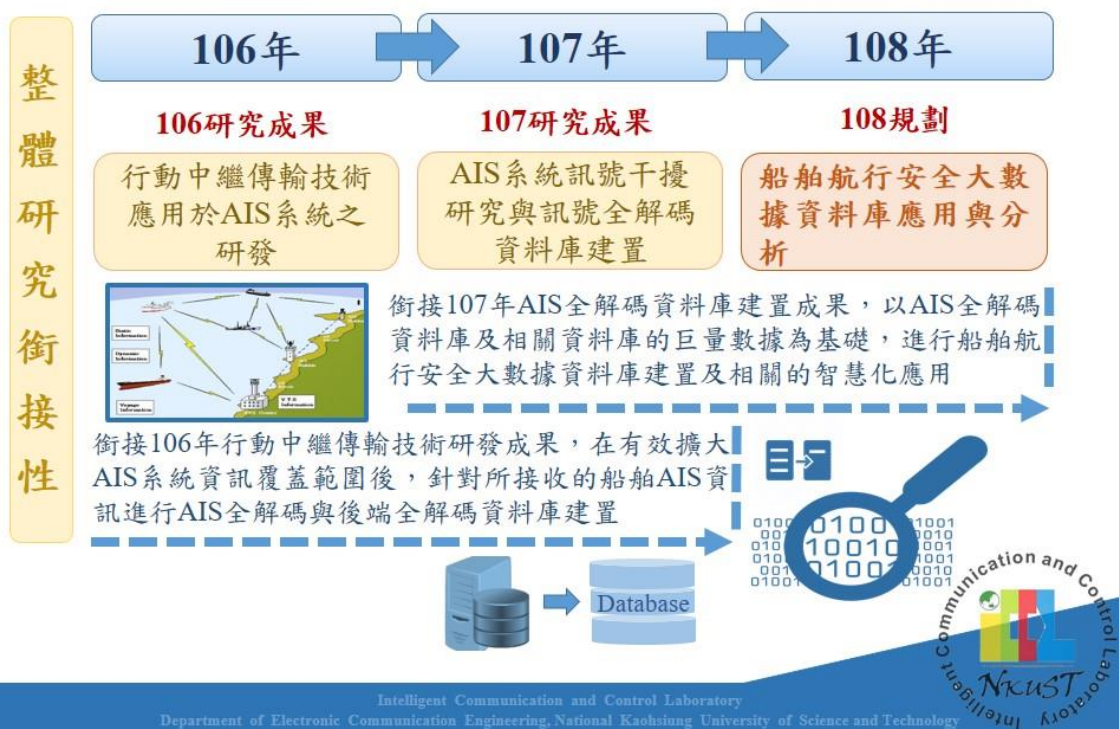 整體研究銜接性
106年
107年
108年
106研究成果
107研究成果
108規劃
行動中繼傳輸技術
應用於AIS系統之
研發
AIS系統訊號干擾
研究與訊號全解碼
資料庫建置
船舶航行安全大數
據資料庫應用與分
析
Static
Information
Dynamic
Information
Voyage
Information
V.T.S
Information
銜接107年AIS全解碼資料庫建置成果，以AIS全解碼
資料庫及相關資料庫的巨量數據為基礎，進行船舶航
行安全大數據資料庫建置及相關的智慧化應用
銜接106年行動中繼傳輸技術研發成果，在有效擴大
AIS系統資訊覆蓋範圍後，針對所接收的船舶AIS資
訊進行AIS全解碼與後端全解碼資料庫建置
Database
Intelligent Communication and Control Laboratory
NKUST
Intelligent Communication and Control Laboratory
Department of Electronic Communication Engineering, National Kaohsiung University of Science and Technology